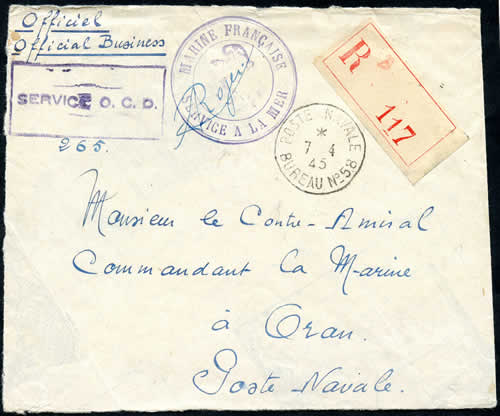 Officiel
Official Business
SERVICE O.C.D.
265.
MARINE FRANÇAISE
SERVICE A LA MER
POSTE NAVALE
*
7 4
45
BUREAU Nº58
R
117
Monsieur le Contre-Amiral
Commandant la Marine
à Oran.
Poste Navale.